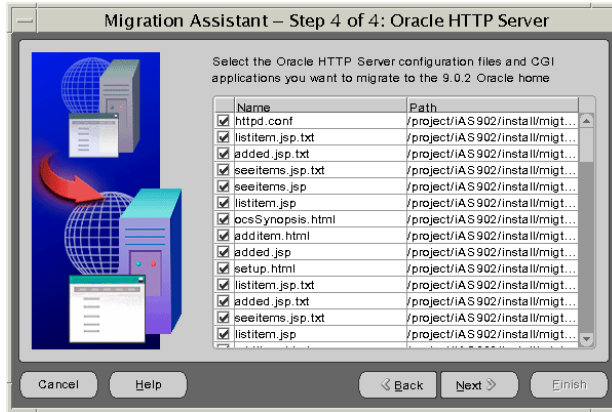 Migration Assistant – Step 4 of 4: Oracle HTTP Server
Select the Oracle HTTP Server configuration files and CGI
applications you want to migrate to the 9.0.2 Oracle home
Name Path
httpd.conf /project/iAS902/install/migt...
listitem.jsp.txt /project/iAS902/install/migt...
added.jsp.txt /project/iAS902/install/migt...
seeitems.jsp.txt /project/iAS902/install/migt...
seeitems.jsp /project/iAS902/install/migt...
listitem.jsp /project/iAS902/install/migt...
ocsSynopsis.html /project/iAS902/install/migt...
additem.html /project/iAS902/install/migt...
added.jsp /project/iAS902/install/migt...
setup.html /project/iAS902/install/migt...
listitem.jsp.txt /project/iAS902/install/migt...
added.jsp.txt /project/iAS902/install/migt...
seeitems.jsp.txt /project/iAS902/install/migt...
listitem.jsp /project/iAS902/install/migt...
Cancel Help Back Next Finish